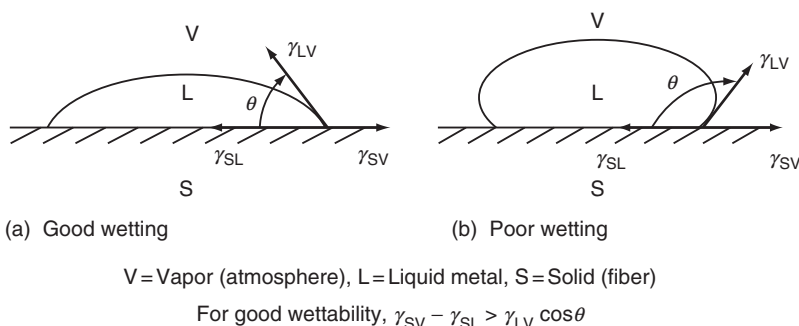 V
γLV
L
θ
γSL
γSV
S
(a) Good wetting
V
γLV
L
θ
γSL
γSV
S
(b) Poor wetting
V=Vapor (atmosphere), L=Liquid metal, S=Solid (fiber)
For good wettability, γSV − γSL > γLV cosθ